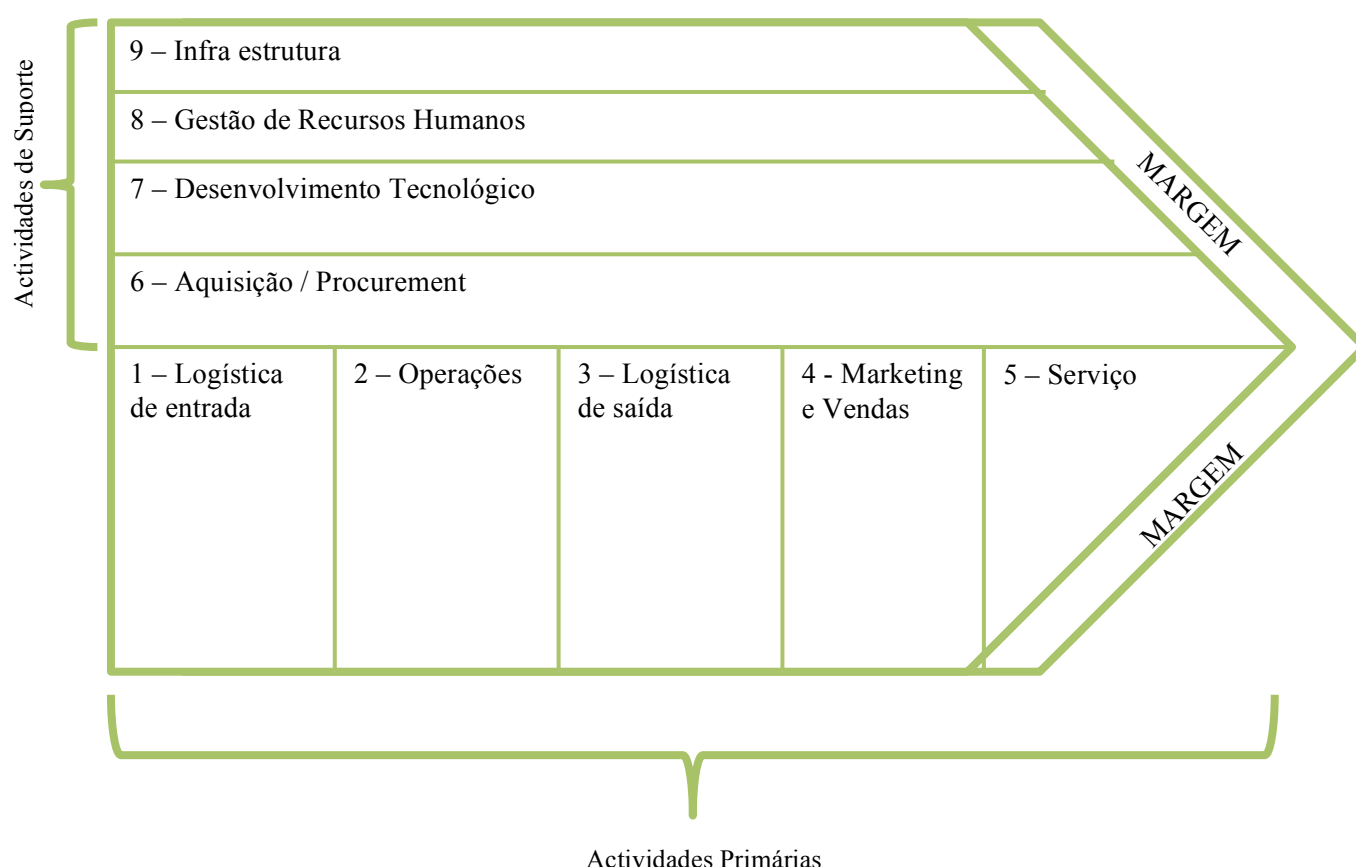 Actividades de Suporte
9 – Infra estrutura
8 – Gestão de Recursos Humanos
7 – Desenvolvimento Tecnológico
6 – Aquisição / Procurement
MARGEM
1 – Logística
de entrada
2 – Operações
3 – Logística
de saída
4 - Marketing
e Vendas
5 – Serviço
MARGEM
Actividades Primárias